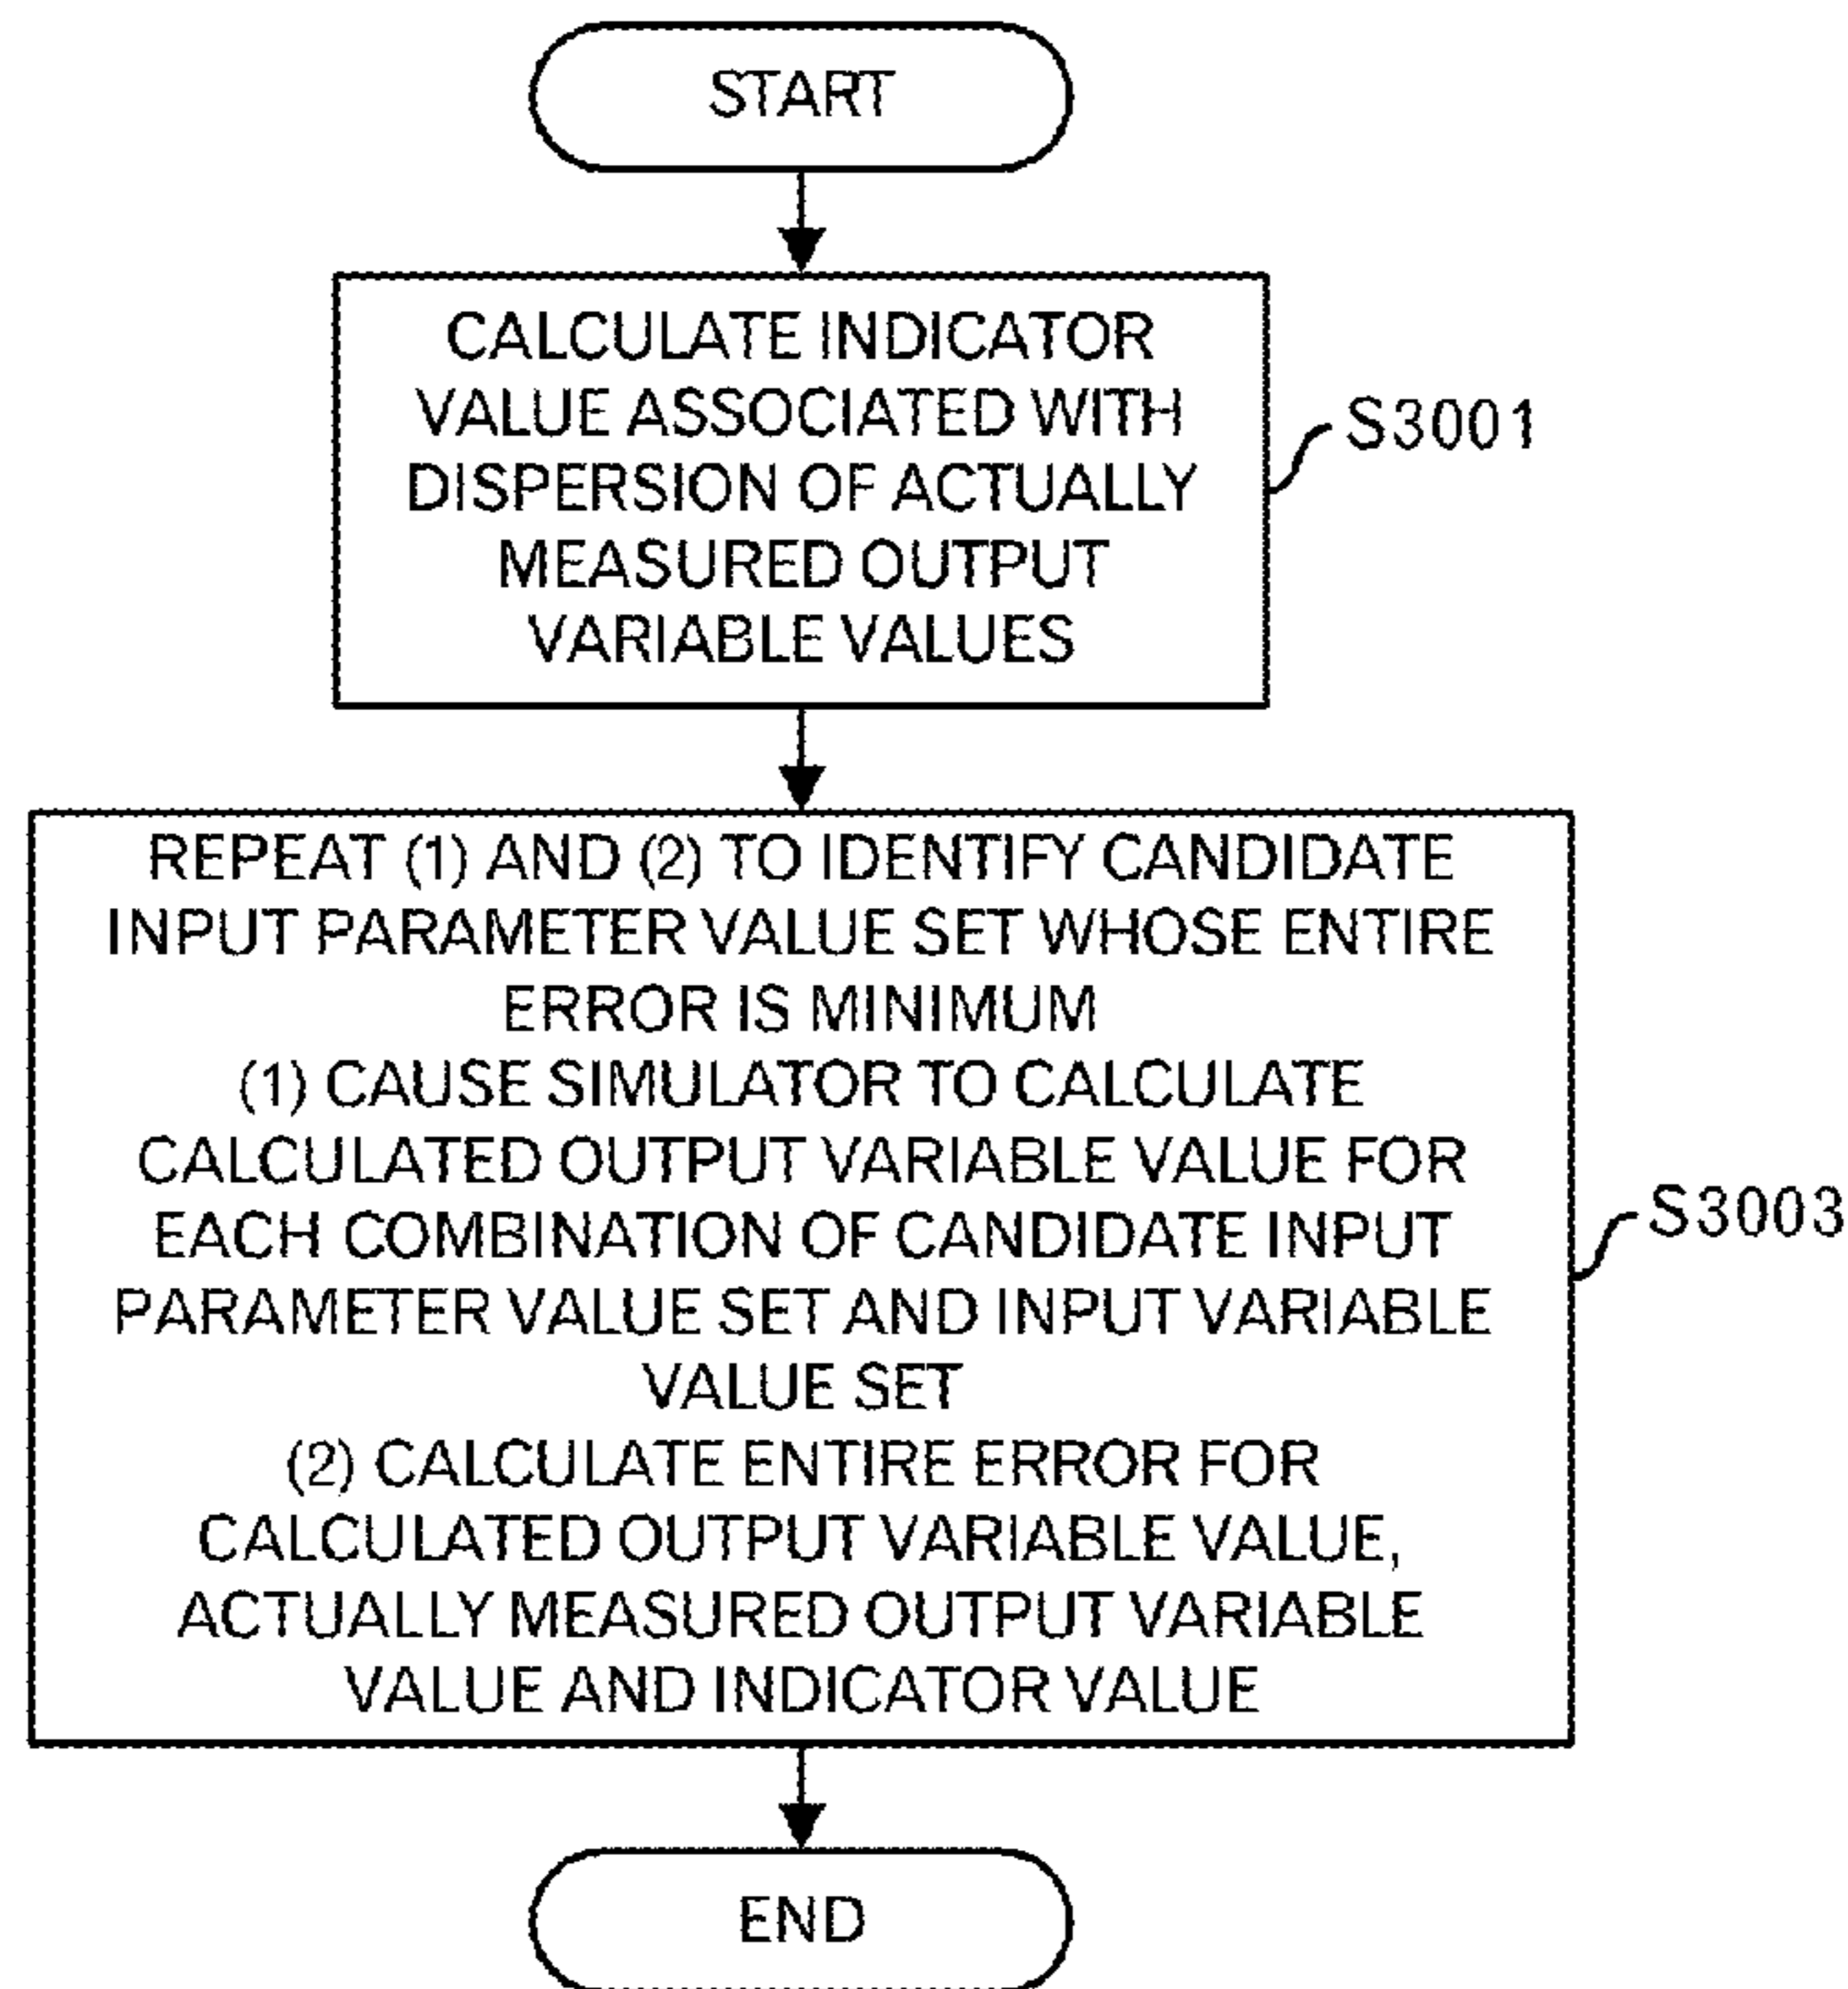 START
CALCULATE INDICATOR
VALUE ASSOCIATED WITH
DISPERSION OF ACTUALLY
MEASURED OUTPUT
VARIABLE VALUES
S3001
REPEAT (1) AND (2) TO IDENTIFY CANDIDATE
INPUT PARAMETER VALUE SET WHOSE ENTIRE
ERROR IS MINIMUM
(1) CAUSE SIMULATOR TO CALCULATE
CALCULATED OUTPUT VARIABLE VALUE FOR
EACH COMBINATION OF CANDIDATE INPUT
PARAMETER VALUE SET AND INPUT VARIABLE
VALUE SET
(2) CALCULATE ENTIRE ERROR FOR
CALCULATED OUTPUT VARIABLE VALUE,
ACTUALLY MEASURED OUTPUT VARIABLE
VALUE AND INDICATOR VALUE
S3003
END